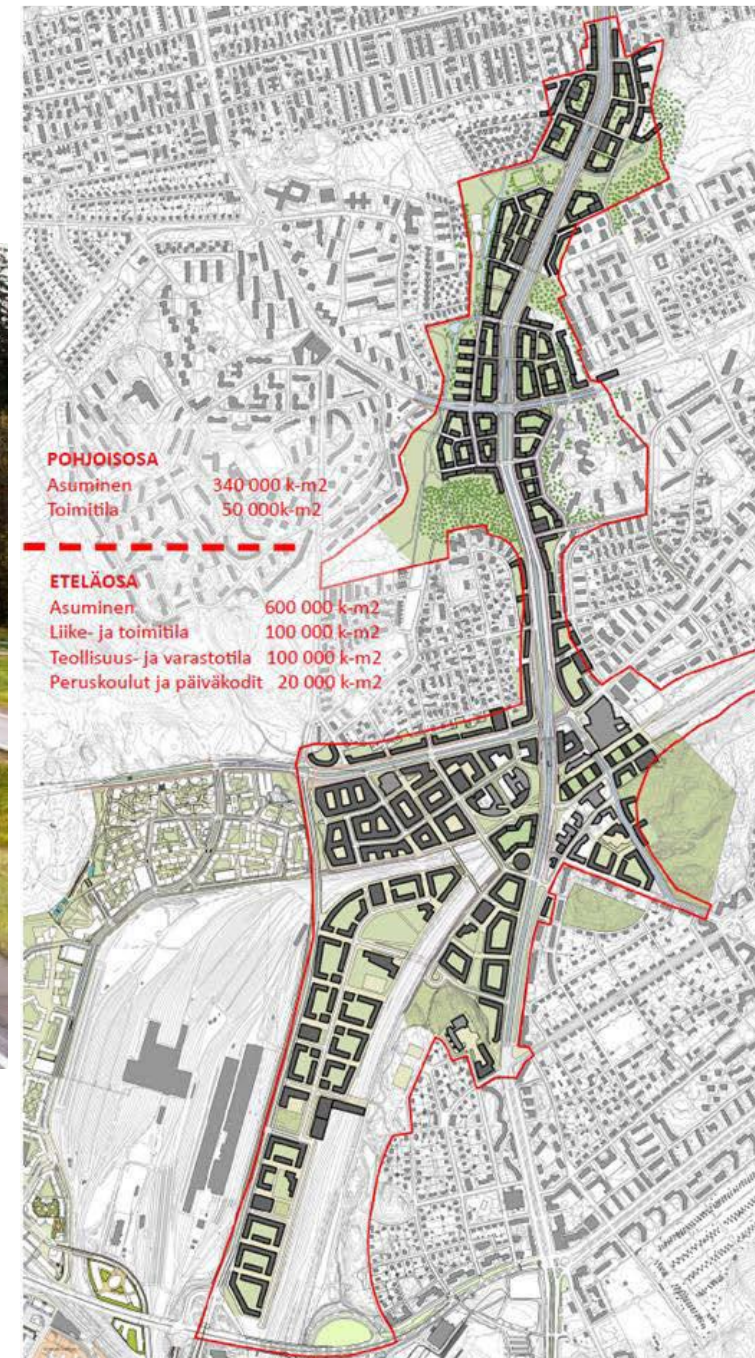 POHJOISOSA
Asuminen 340 000 k-m2
Toimitila 50 000k-m2
ETELÄOSA
Asuminen 600 000 k-m2
Liike- ja toimitila 100 000 k-m2
Teollisuus- ja varastotila 100 000 k-m2
Peruskoulut ja päiväkodit 20 000 k-m2